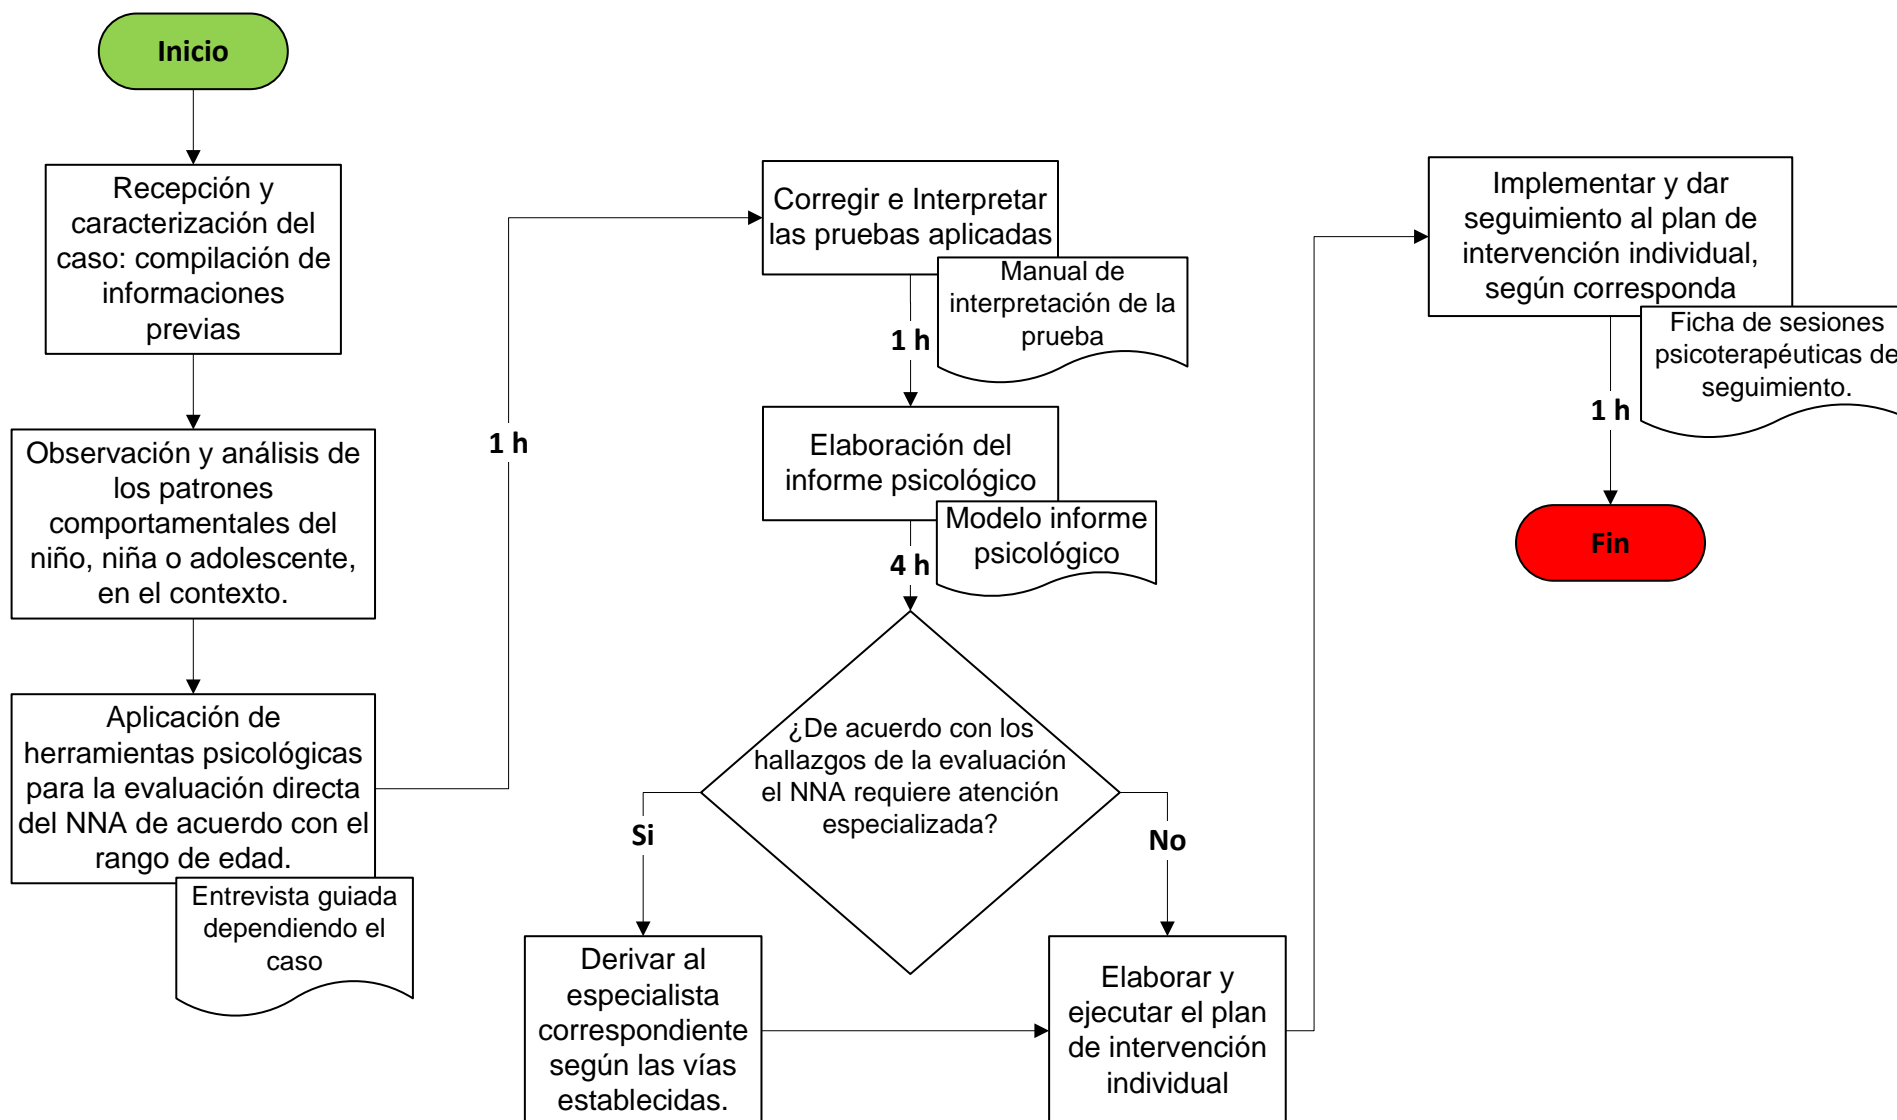 Inicio
Recepción y
caracterización del
caso: compilación de
informaciones
previas
Observación y análisis de
los patrones
comportamentales del
niño, niña o adolescente,
en el contexto.
Aplicación de
herramientas psicológicas
para la evaluación directa
del NNA de acuerdo con el
rango de edad.
Entrevista guiada
dependiendo el
caso
1 h
Corregir e Interpretar
las pruebas aplicadas
Manual de
interpretación de la
prueba
1 h
Elaboración del
informe psicológico
Modelo informe
psicológico
4 h
¿De acuerdo con los
hallazgos de la evaluación
el NNA requiere atención
especializada?
Si
No
Derivar al
especialista
correspondiente
según las vías
establecidas.
Elaborar y
ejecutar el plan
de intervención
individual
Implementar y dar
seguimiento al plan de
intervención individual,
según corresponda
Ficha de sesiones
psicoterapéuticas de
seguimiento.
1 h
Fin